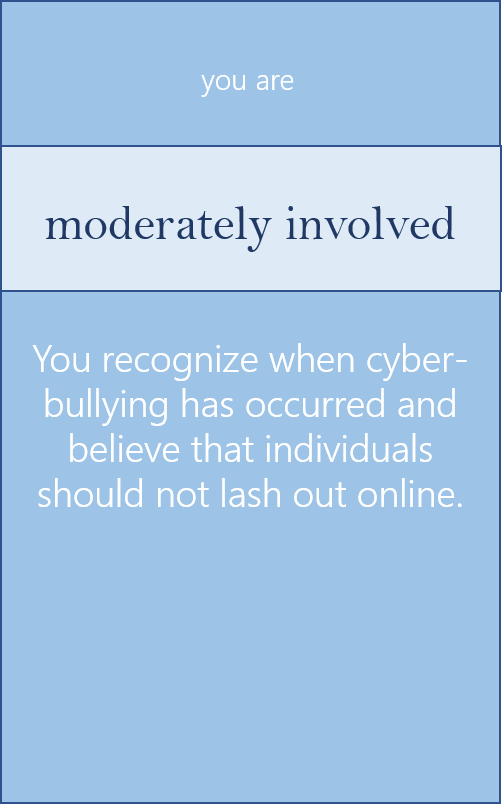 you are
moderately involved
You recognize when cyber-
bullying has occurred and
believe that individuals
should not lash out online.